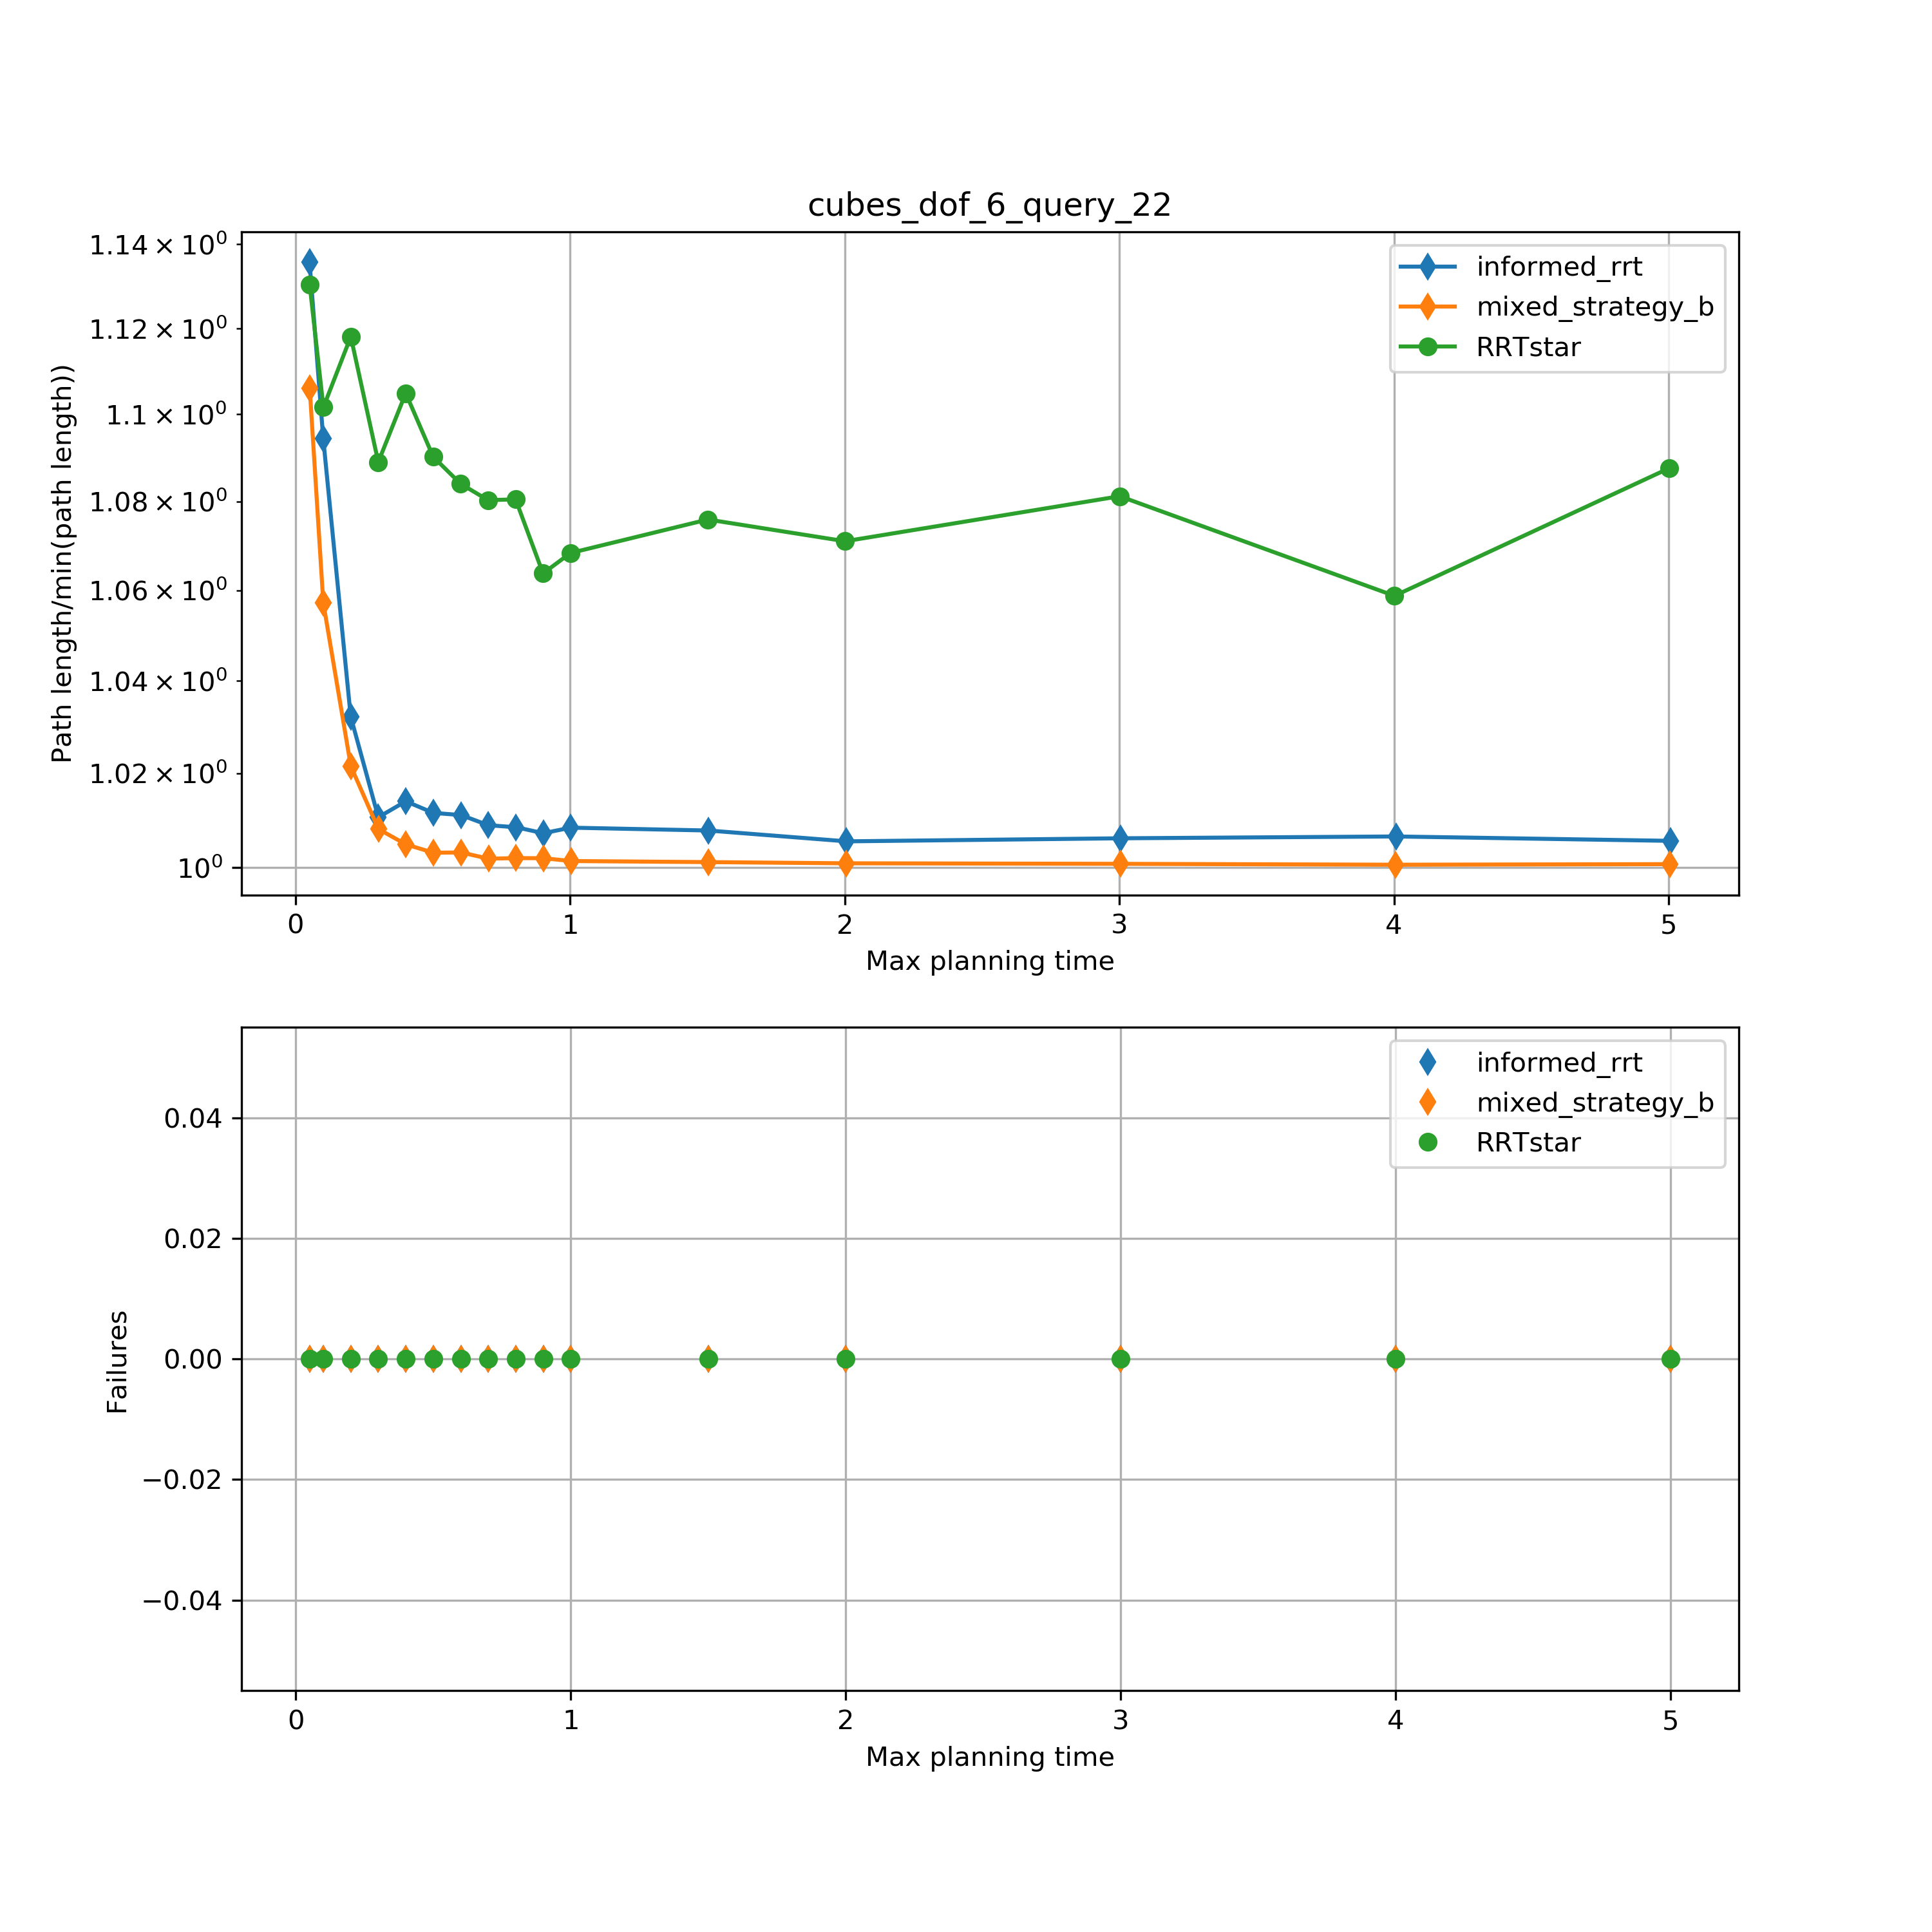 cubes_dof_6_query_22
1.14 × 10⁰
1.12 × 10⁰
1.1 × 10⁰
1.08 × 10⁰
1.06 × 10⁰
1.04 × 10⁰
1.02 × 10⁰
10⁰
Path length/min(path length))
informed_rrt
mixed_strategy_b
RRTstar
0 1 2 3 4 5
Max planning time
0.04
0.02
0.00
−0.02
−0.04
Failures
informed_rrt
mixed_strategy_b
RRTstar
0 1 2 3 4 5
Max planning time